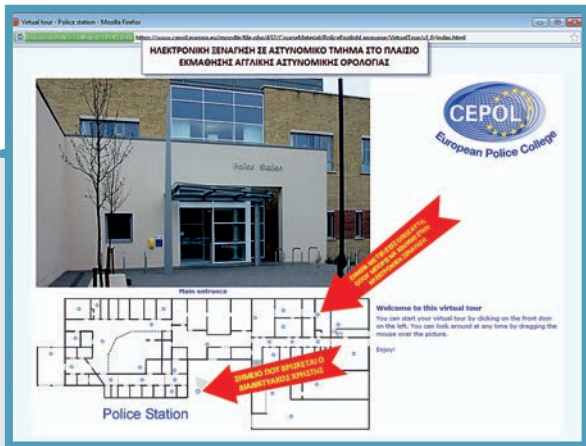 Virtual tour - Police station - Mozilla Firefox
ΗΛΕΚΤΡΟΝΙΚΗ ΞΕΝΑΓΗΣΗ ΣΕ ΑΣΤΥΝΟΜΙΚΟ ΤΜΗΜΑ ΣΤΟ ΠΛΑΙΣΙΟ
ΕΚΜΑΘΗΣΗΣ ΑΓΓΛΙΚΗΣ ΑΣΤΥΝΟΜΙΚΗΣ ΟΡΟΛΟΓΙΑΣ
Police Station
CEPOL
European Police College
Main entrance
Welcome to this virtual tour
You can start your virtual tour by clicking on the front door
on the left. You can look around at any time by dragging the
mouse over the picture.
Enjoy!
ΣΗΜΕΙΟ ΠΟΥ ΒΡΙΣΚΕΤΑΙ Ο
ΔΙΑΔΙΚΤΥΑΚΟΣ ΧΡΗΣΤΗΣ
Police Station